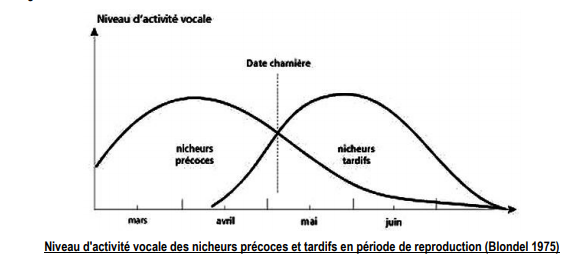 Niveau d'activité vocale
Date charnière
nicheurs
précoces
nicheurs
tardifs
mars
avril
mai
juin
Niveau d'activité vocale des nicheurs précoces et tardifs en période de reproduction (Blondel 1975)